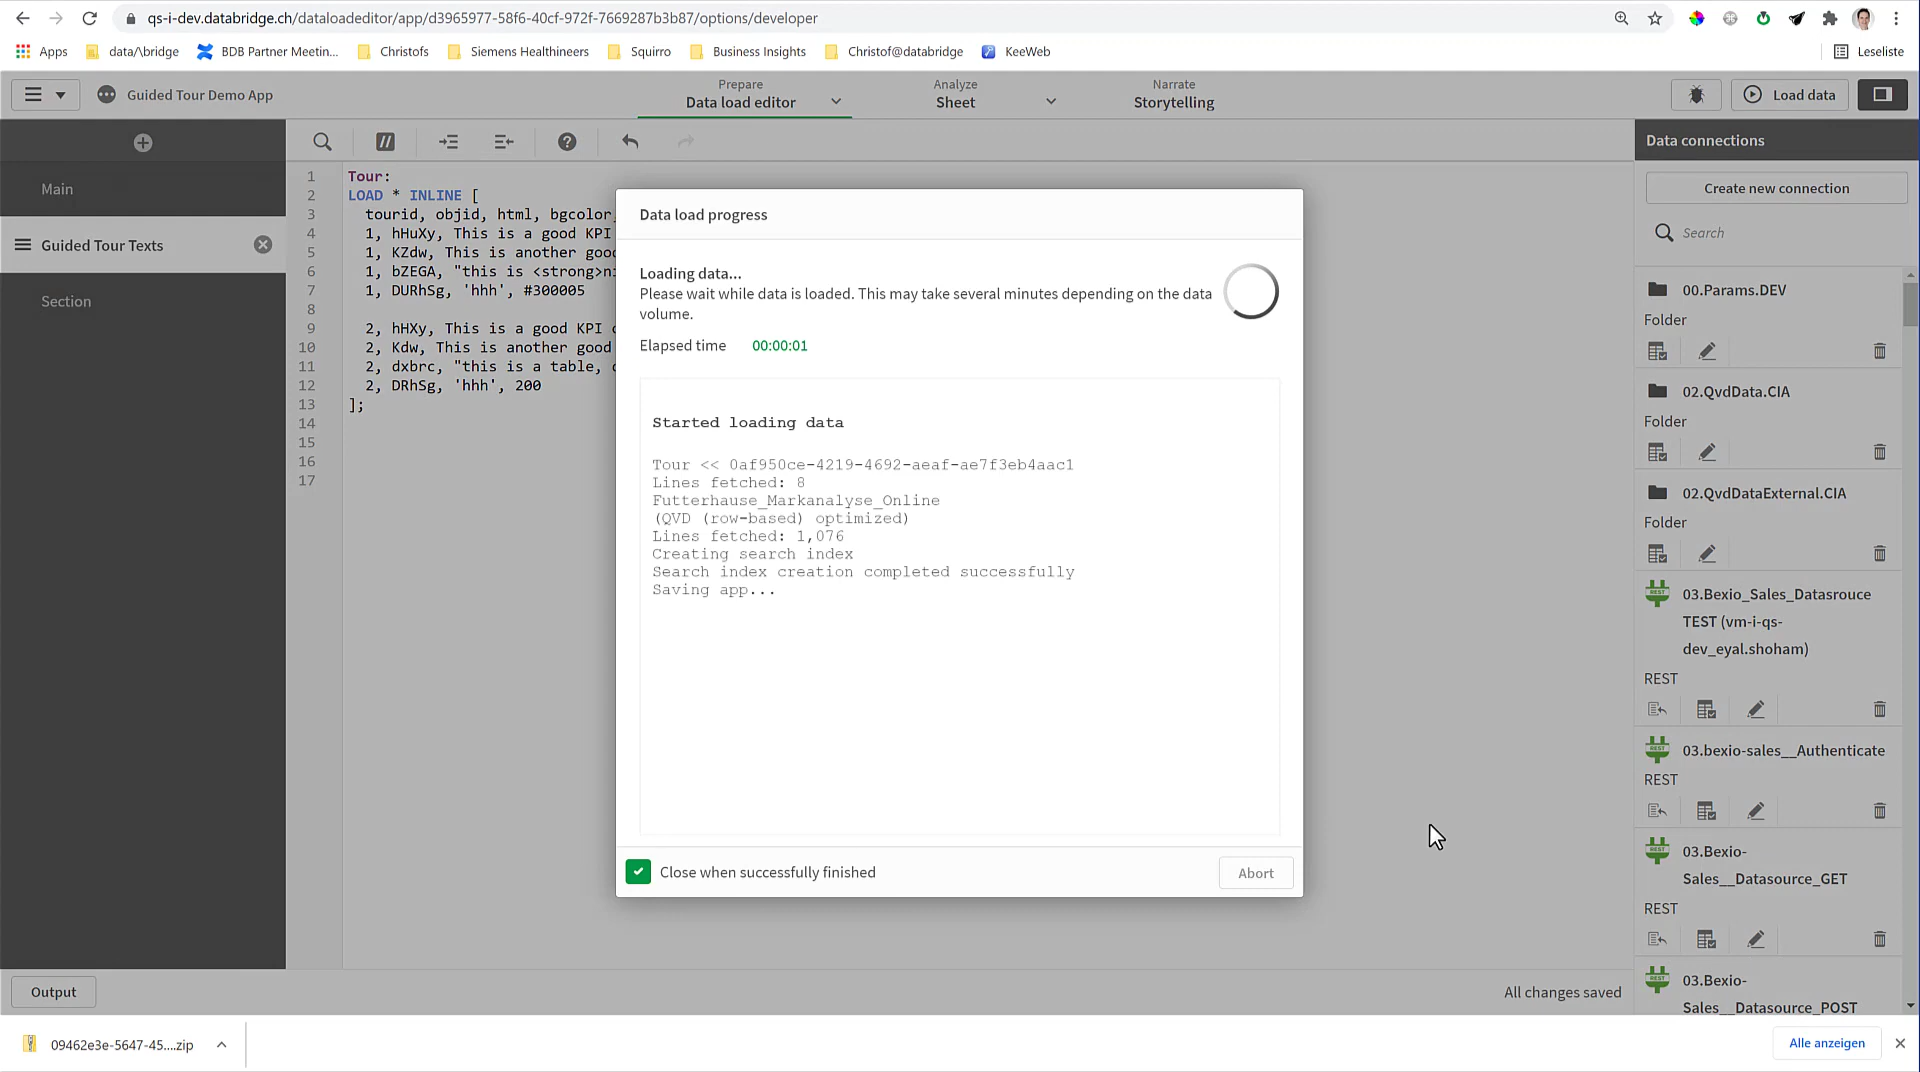 qs-i-dev.databridge.ch/dataloadeditor/app/d3965977-58f6-40cf-972f-7669287b3b87/options/developer
Apps
data/\bridge
BDB Partner Meetin...
Christofs
Siemens Healthineers
Squirro
Business Insights
Christof@databridge
KeeWeb
Leseliste
Guided Tour Demo App
Prepare
Data load editor
Analyze
Sheet
Narrate
Storytelling
Load data
Main
Guided Tour Texts
Section
1 Tour:
2 LOAD * INLINE [
3 tourid, objid, html, bgcolor
4 1, hHuXy, This is a good KPI
5 1, KZdw, This is another good
6 1, bZEGA, "this is <strong>ni
7 1, DURhSg, 'hhh', #300005
8
9 2, hHXy, This is a good KPI
10 2, Kdw, This is another good
11 2, dxbrc, "this is a table,
12 2, DRhSg, 'hhh', 200
13 ];
14
15
16
17
Data load progress
Loading data...
Please wait while data is loaded. This may take several minutes depending on the data
volume.
Elapsed time 00:00:01
Started loading data
Tour << 0af950ce-4219-4692-aeaf-ae7f3eb4aac1
Lines fetched: 8
Futterhause_Markanalyse_Online
(QVD (row-based) optimized)
Lines fetched: 1,076
Creating search index
Search index creation completed successfully
Saving app...
Close when successfully finished
Abort
Data connections
Create new connection
Search
00.Params.DEV
Folder
02.QvdData.CIA
Folder
02.QvdDataExternal.CIA
Folder
REST
03.Bexio_Sales_Datasrouce
TEST (vm-i-qs-
dev_eyal.shoham)
REST
REST
03.bexio-sales__Authenticate
REST
REST
03.Bexio-
Sales__Datasource_GET
REST
REST
03.Bexio-
Sales__Datasource_POST
Output
All changes saved
09462e3e-5647-45....zip
Alle anzeigen